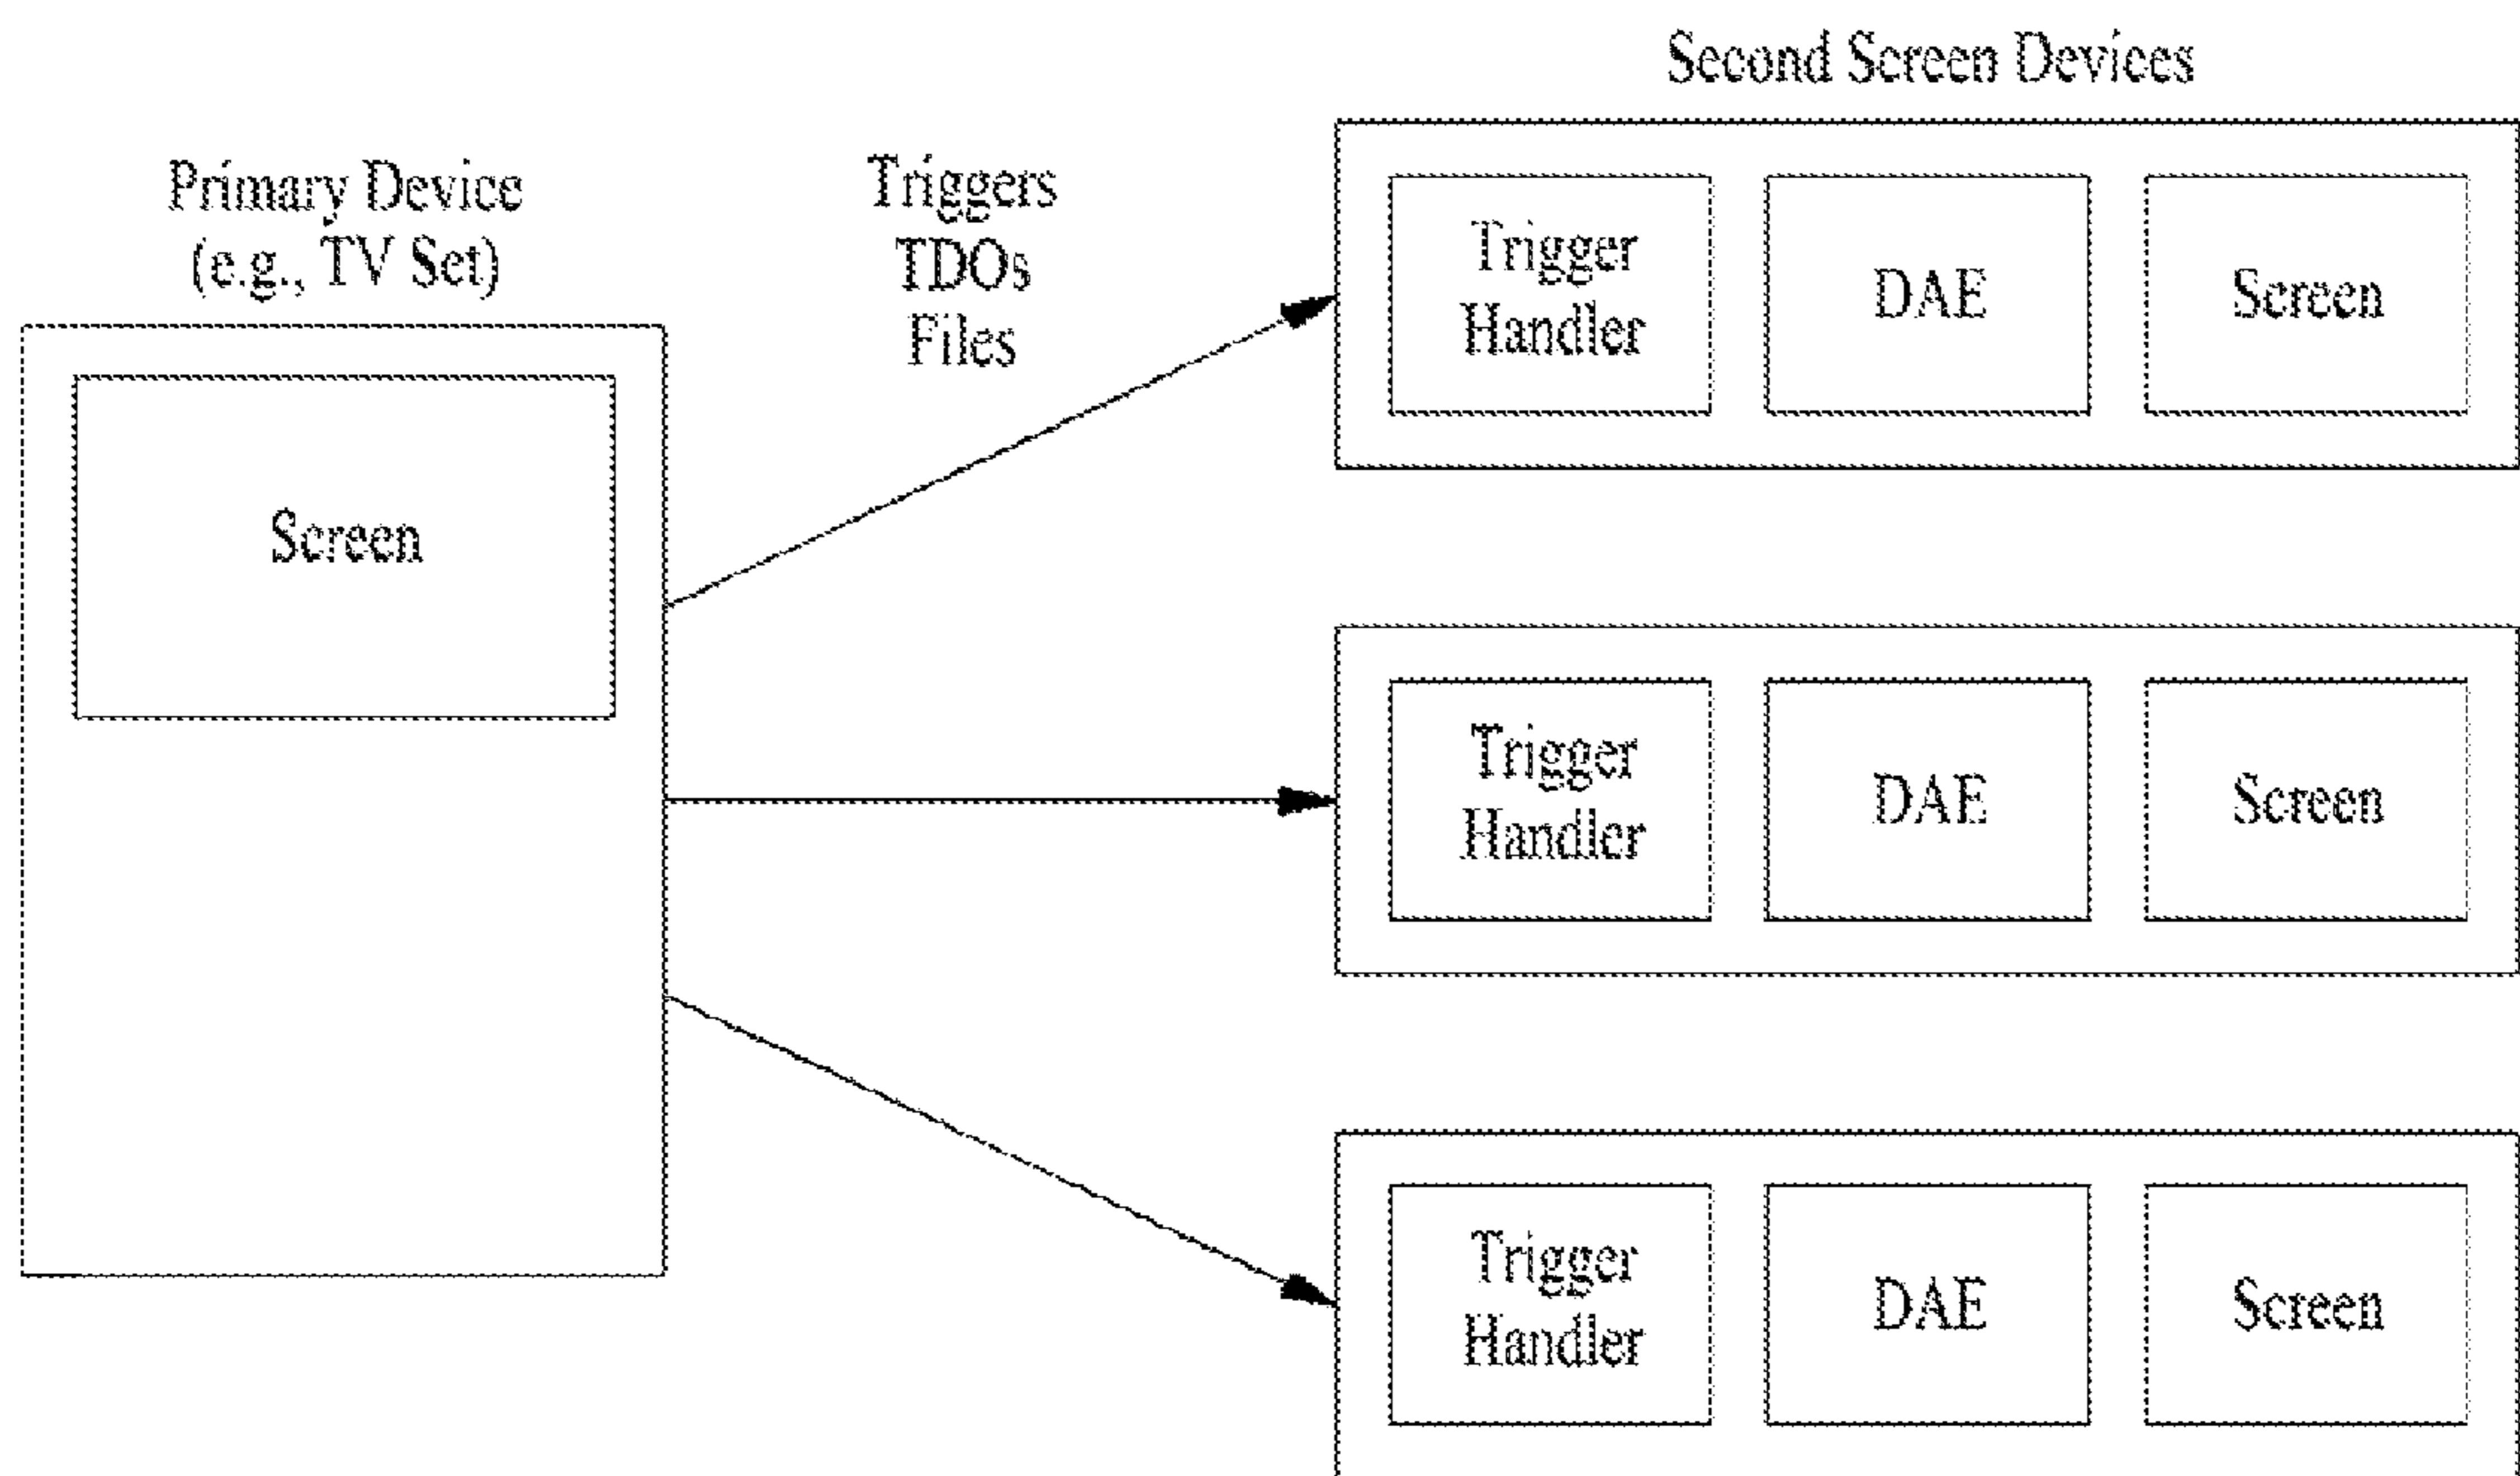 Second Screen Devices
Primary Device
(e.g., TV Set)
Screen
Triggers
TDOs
Files
Trigger
Handler
DAE
Screen
Trigger
Handler
DAE
Screen
Trigger
Handler
DAE
Screen